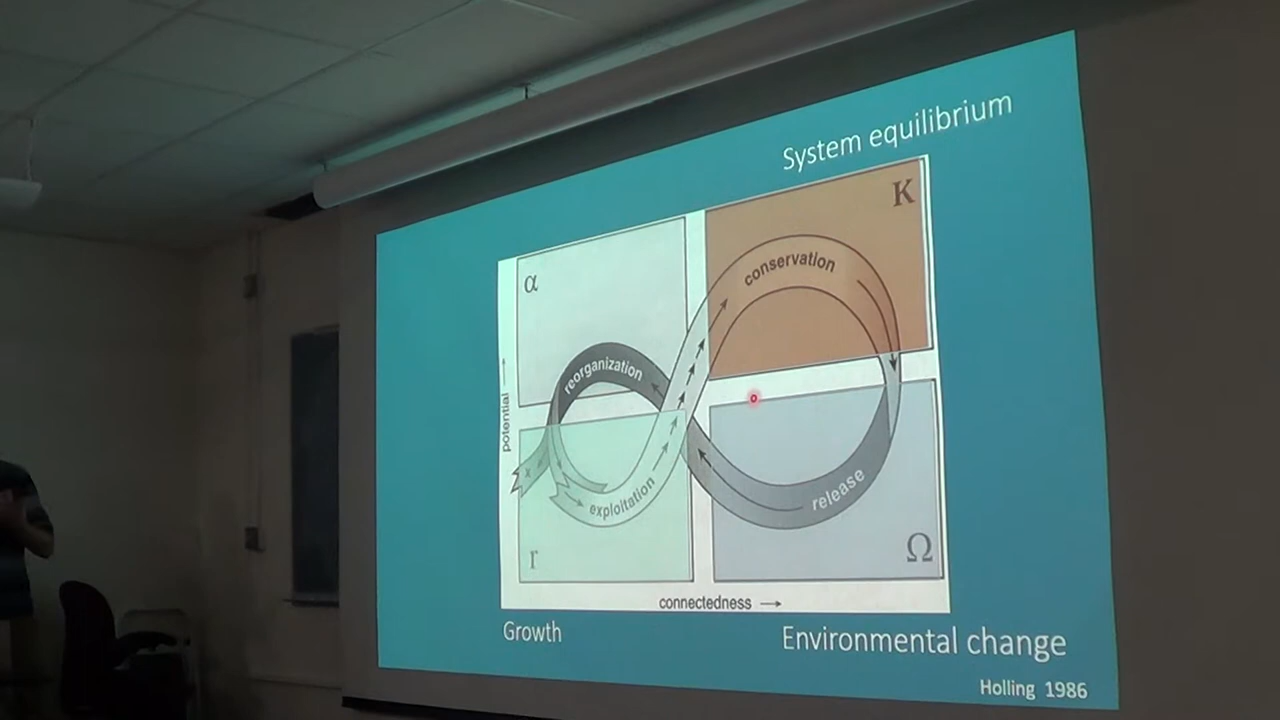 System equilibrium
K
α
conservation
reorganization
potential
exploitation
release
r
Ω
connectedness
Growth
Environmental change
Holling 1986